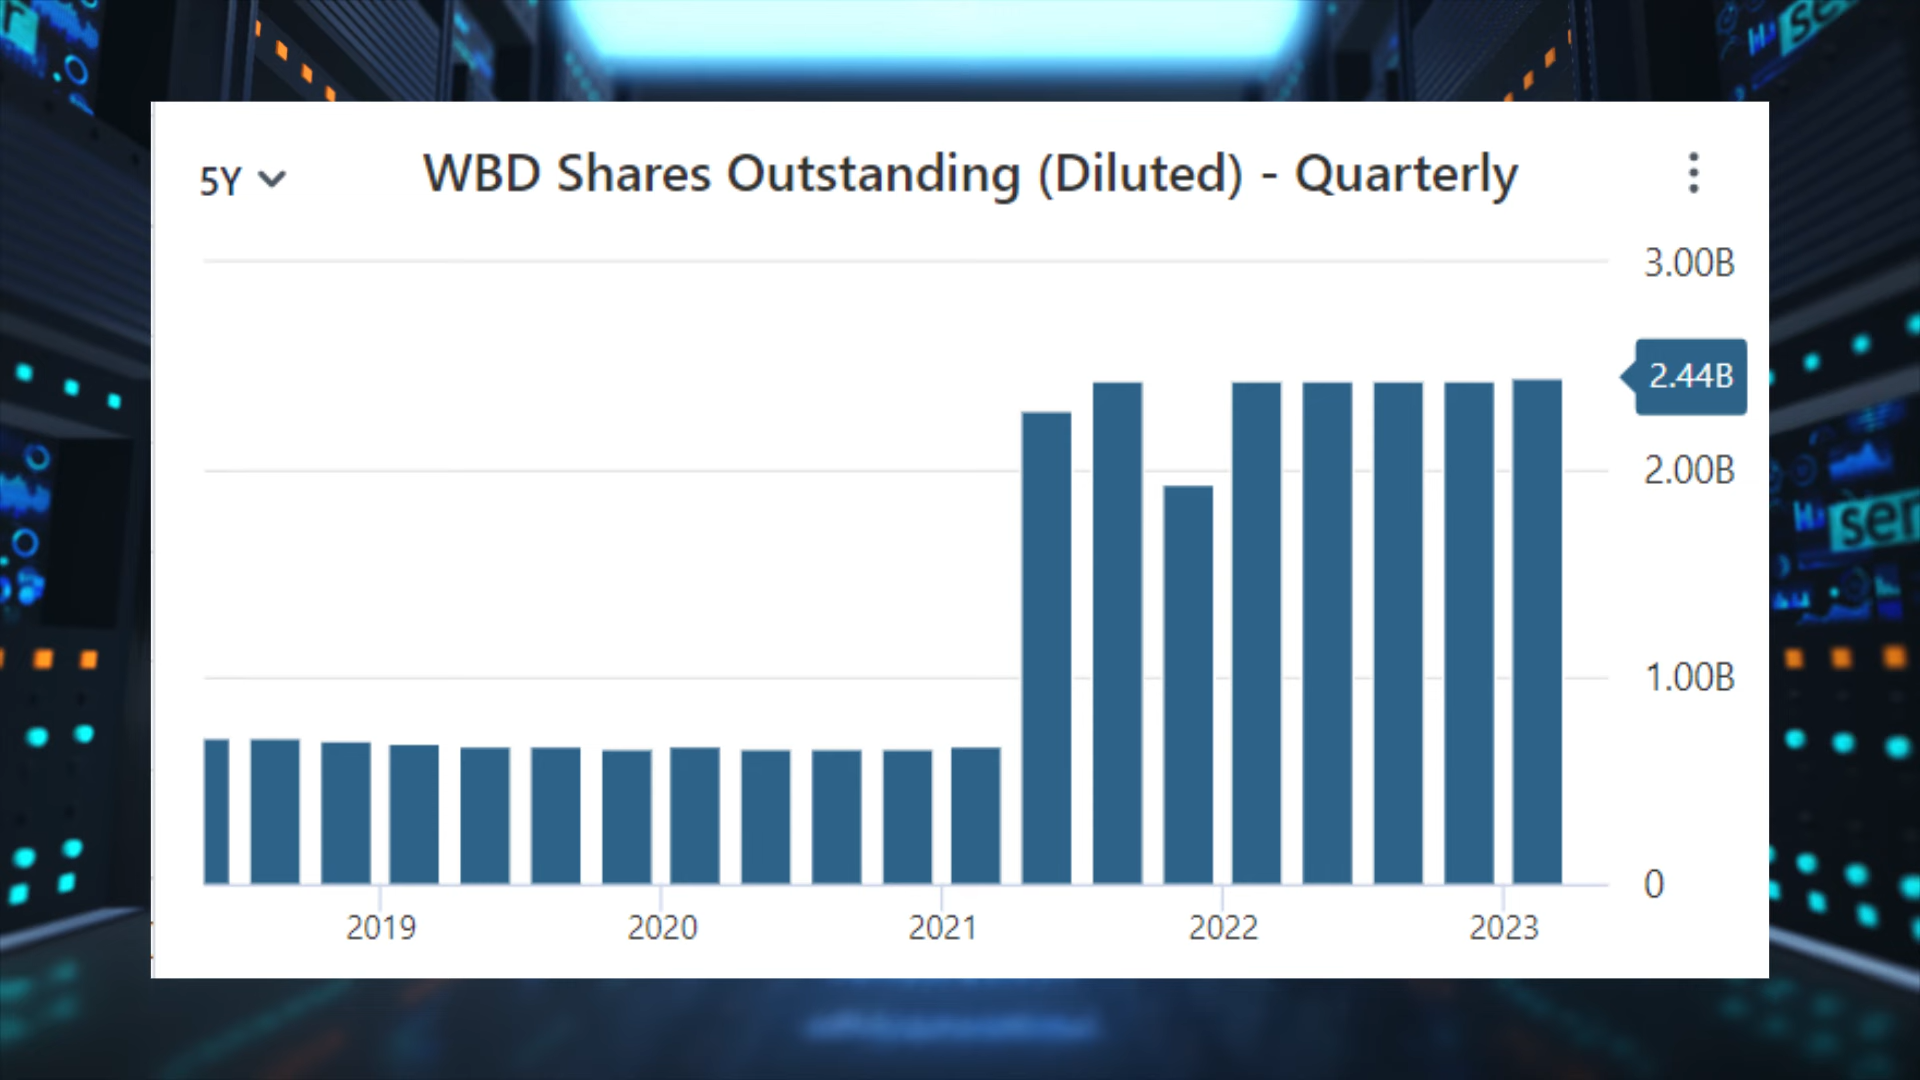 5Y
WBD Shares Outstanding (Diluted) - Quarterly
3.00B
2.44B
2.00B
1.00B
0
2019 2020 2021 2022 2023